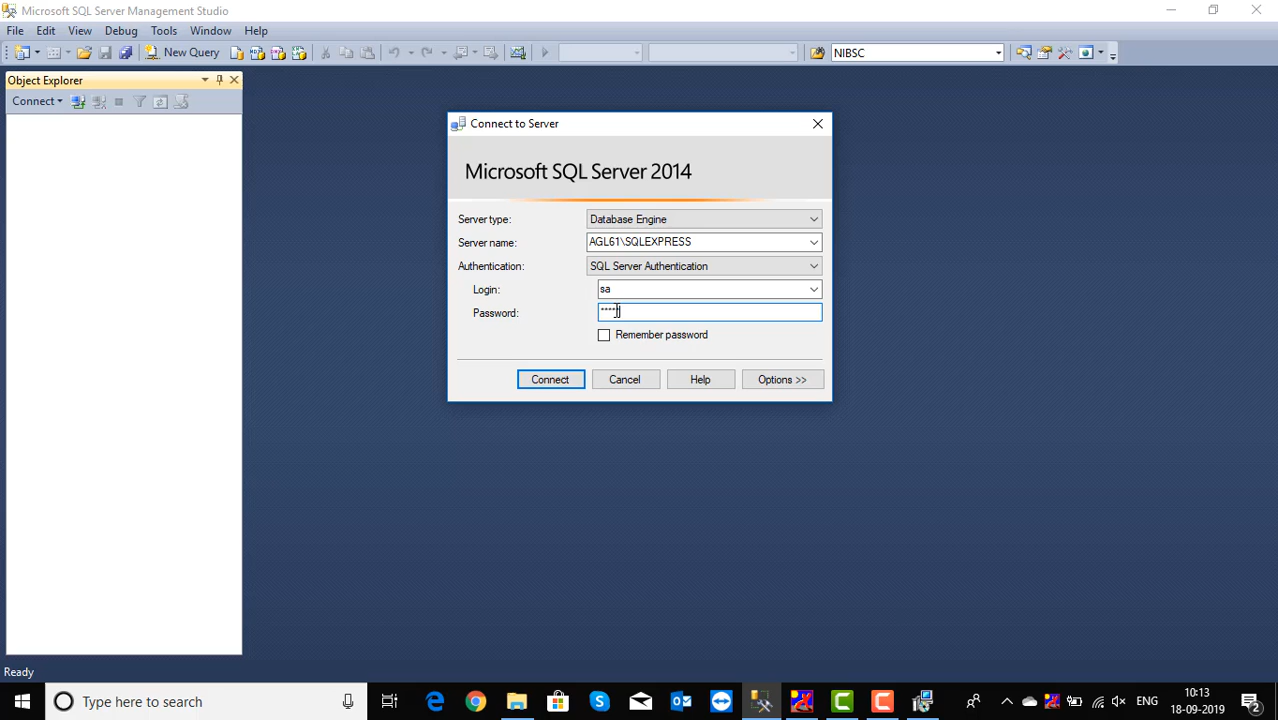 Microsoft SQL Server Management Studio
File Edit View Debug Tools Window Help
New Query NIBSC
Object Explorer
Connect
Connect to Server
Microsoft SQL Server 2014
Server type: Database Engine
Server name: AGL61\SQLEXPRESS
Authentication: SQL Server Authentication
Login: sa
Password:
Remember password
Connect Cancel Help Options >>
Ready
Type here to search
ENG
10:13
18-09-2019
2